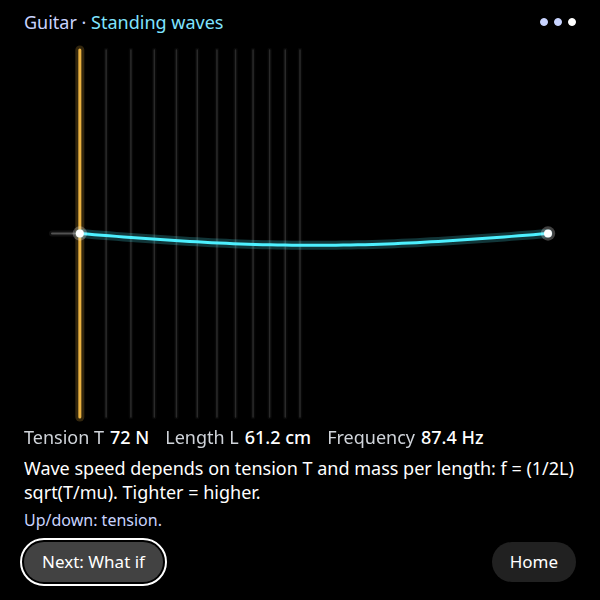 Guitar · Standing waves
Tension T 72 N Length L 61.2 cm Frequency 87.4 Hz
Wave speed depends on tension T and mass per length: f = (1/2L)
sqrt(T/mu). Tighter = higher.
Up/down: tension.
Next: What if
Home